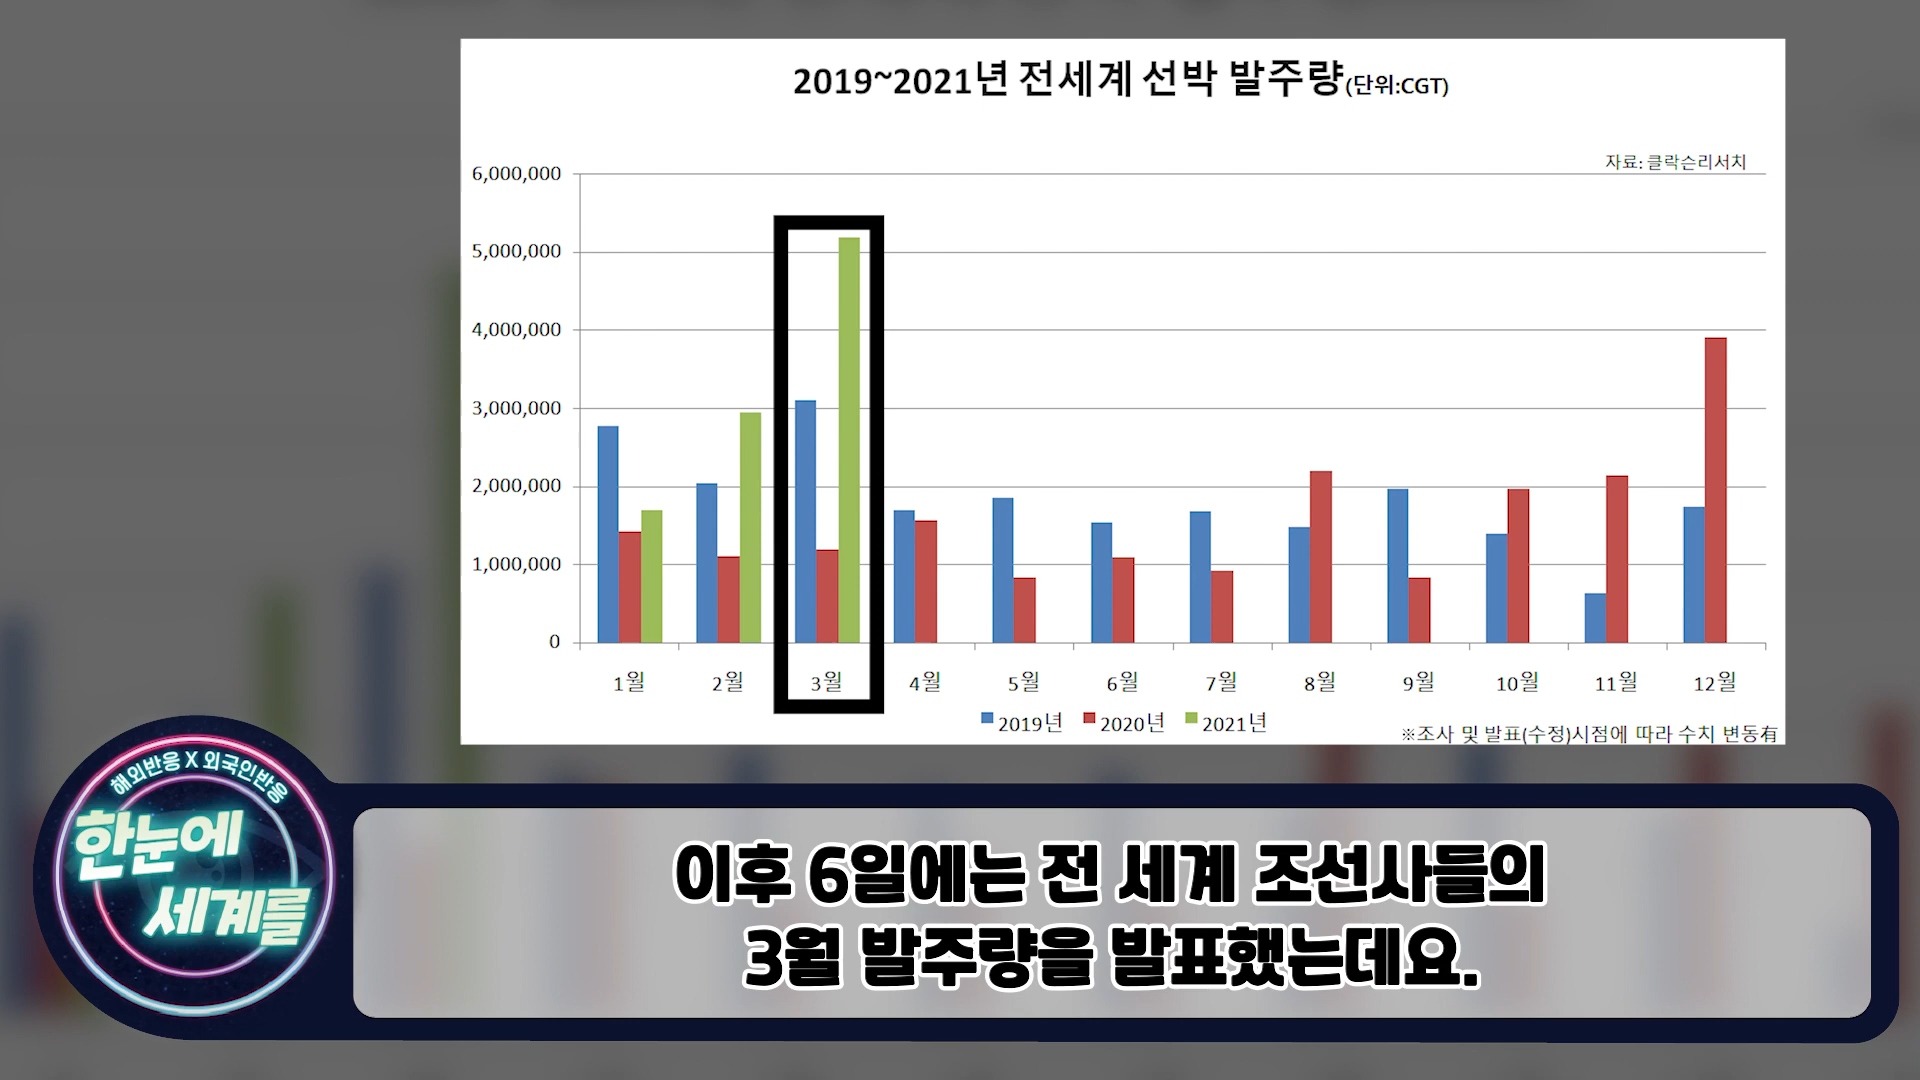 2019~2021년 전세계 선박 발주량(단위:CGT)
자료: 클락슨리서치
6,000,000
5,000,000
4,000,000
3,000,000
2,000,000
1,000,000
0
1월 2월 3월 4월 5월 6월 7월 8월 9월 10월 11월 12월
2019년 2020년 2021년
※조사 및 발표(수정)시점에 따라 수치 변동有
해외반응 X 외국인반응
한눈에
세계를
이후 6일에는 전 세계 조선사들의
3월 발주량을 발표했는데요.